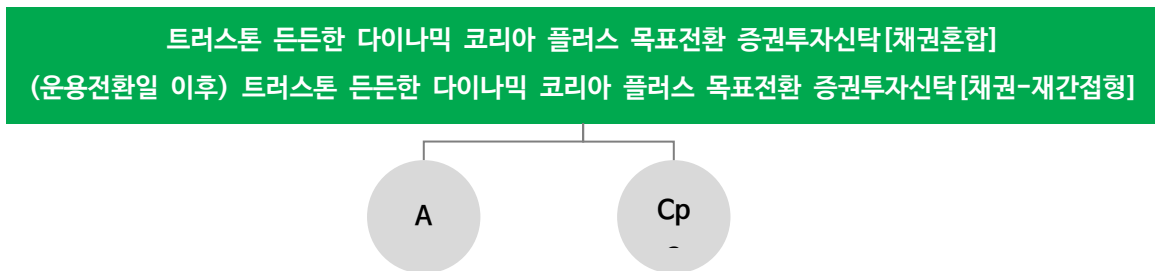 트러스톤 든든한 다이나믹 코리아 플러스 목표전환 증권투자신탁[채권혼합]
(운용전환일 이후) 트러스톤 든든한 다이나믹 코리아 플러스 목표전환 증권투자신탁[채권-재간접형]
A
Cp